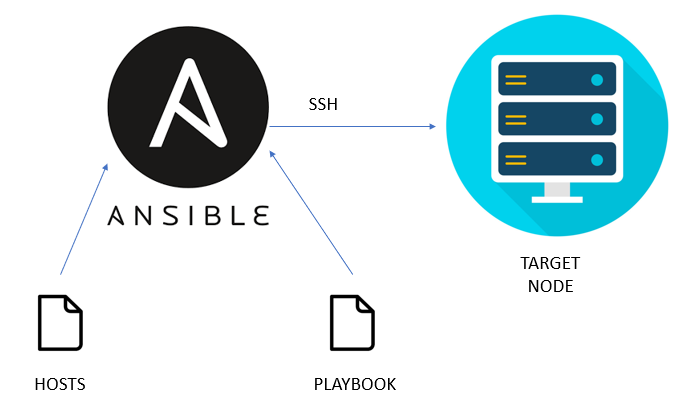 SSH
ANSIBLE
TARGET
NODE
HOSTS
PLAYBOOK